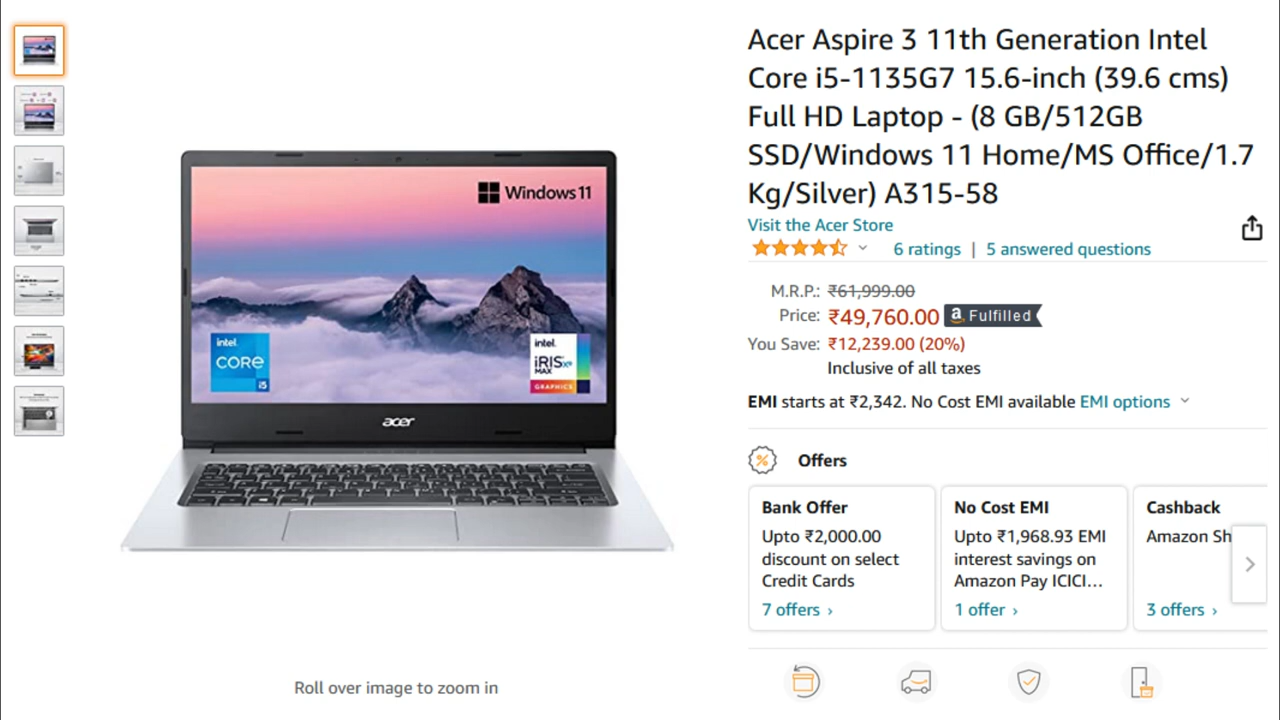 Acer Aspire 3 11th Generation Intel
Core i5-1135G7 15.6-inch (39.6 cms)
Full HD Laptop - (8 GB/512GB
SSD/Windows 11 Home/MS Office/1.7
Kg/Silver) A315-58
Visit the Acer Store
6 ratings | 5 answered questions
M.R.P.: ₹61,999.00
Price: ₹49,760.00 a Fulfilled
You Save: ₹12,239.00 (20%)
Inclusive of all taxes
EMI starts at ₹2,342. No Cost EMI available EMI options
Offers
Bank Offer
Upto ₹2,000.00
discount on select
Credit Cards
7 offers ›
No Cost EMI
Upto ₹1,968.93 EMI
interest savings on
Amazon Pay ICICI…
1 offer ›
Cashback
Amazon Sh
3 offers ›
Windows 11
intel
CORE
i5
intel
iRIS Xe
MAX
GRAPHICS
acer
Roll over image to zoom in